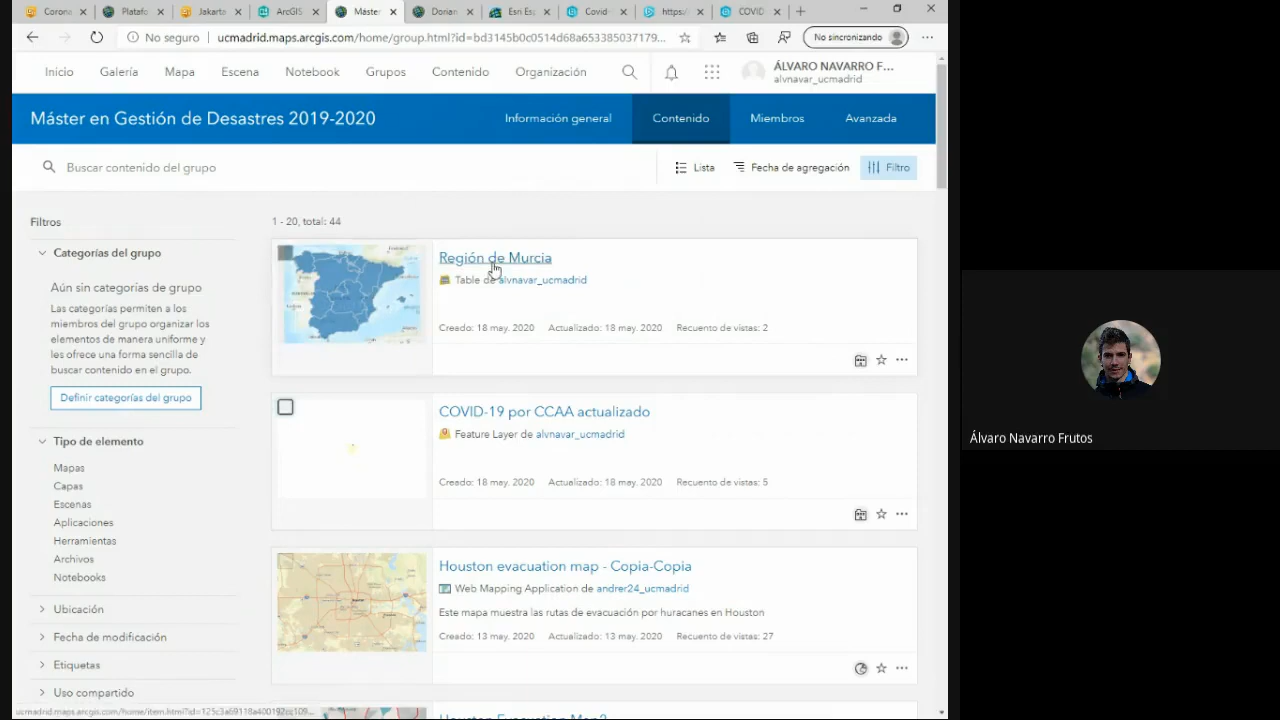 Corona
Platafo
Jakarta
ArcGIS
Máster
Dorian
Esri Es
Covid-
https:/
COVID
No seguro
ucmadrid.maps.arcgis.com/home/group.html?id=bd3145b0c0514d68a653385037179...
No sincronizando
Inicio
Galería
Mapa
Escena
Notebook
Grupos
Contenido
Organización
ÁLVARO NAVARRO F...
alvnavar_ucmadrid
Máster en Gestión de Desastres 2019-2020
Información general
Contenido
Miembros
Avanzada
Buscar contenido del grupo
Lista
Fecha de agregación
Filtro
Filtros
1 - 20, total: 44
Categorías del grupo
Aún sin categorías de grupo
Las categorías permiten a los
miembros del grupo organizar los
elementos de manera uniforme y
les ofrece una forma sencilla de
buscar contenido en el grupo.
Definir categorías del grupo
Tipo de elemento
Mapas
Capas
Escenas
Aplicaciones
Herramientas
Archivos
Notebooks
Ubicación
Fecha de modificación
Etiquetas
Uso compartido
Región de Murcia
Table de alvnavar_ucmadrid
Creado: 18 may. 2020 Actualizado: 18 may. 2020 Recuento de vistas: 2
COVID-19 por CCAA actualizado
Feature Layer de alvnavar_ucmadrid
Creado: 18 may. 2020 Actualizado: 18 may. 2020 Recuento de vistas: 5
Houston evacuation map - Copia-Copia
Web Mapping Application de andrer24_ucmadrid
Este mapa muestra las rutas de evacuación por huracanes en Houston
Creado: 13 may. 2020 Actualizado: 13 may. 2020 Recuento de vistas: 27
Houston Evacuation Map2
Álvaro Navarro Frutos